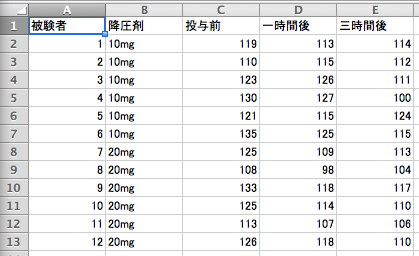 A B C D E
1 被験者 降圧剤 投与前 一時間後 三時間後
2 1 10mg 119 113 114
3 2 10mg 110 115 112
4 3 10mg 123 126 111
5 4 10mg 130 127 100
6 5 10mg 121 115 124
7 6 10mg 135 125 115
8 7 20mg 125 109 113
9 8 20mg 108 98 104
10 9 20mg 133 118 117
11 10 20mg 125 114 110
12 11 20mg 113 107 106
13 12 20mg 126 118 110